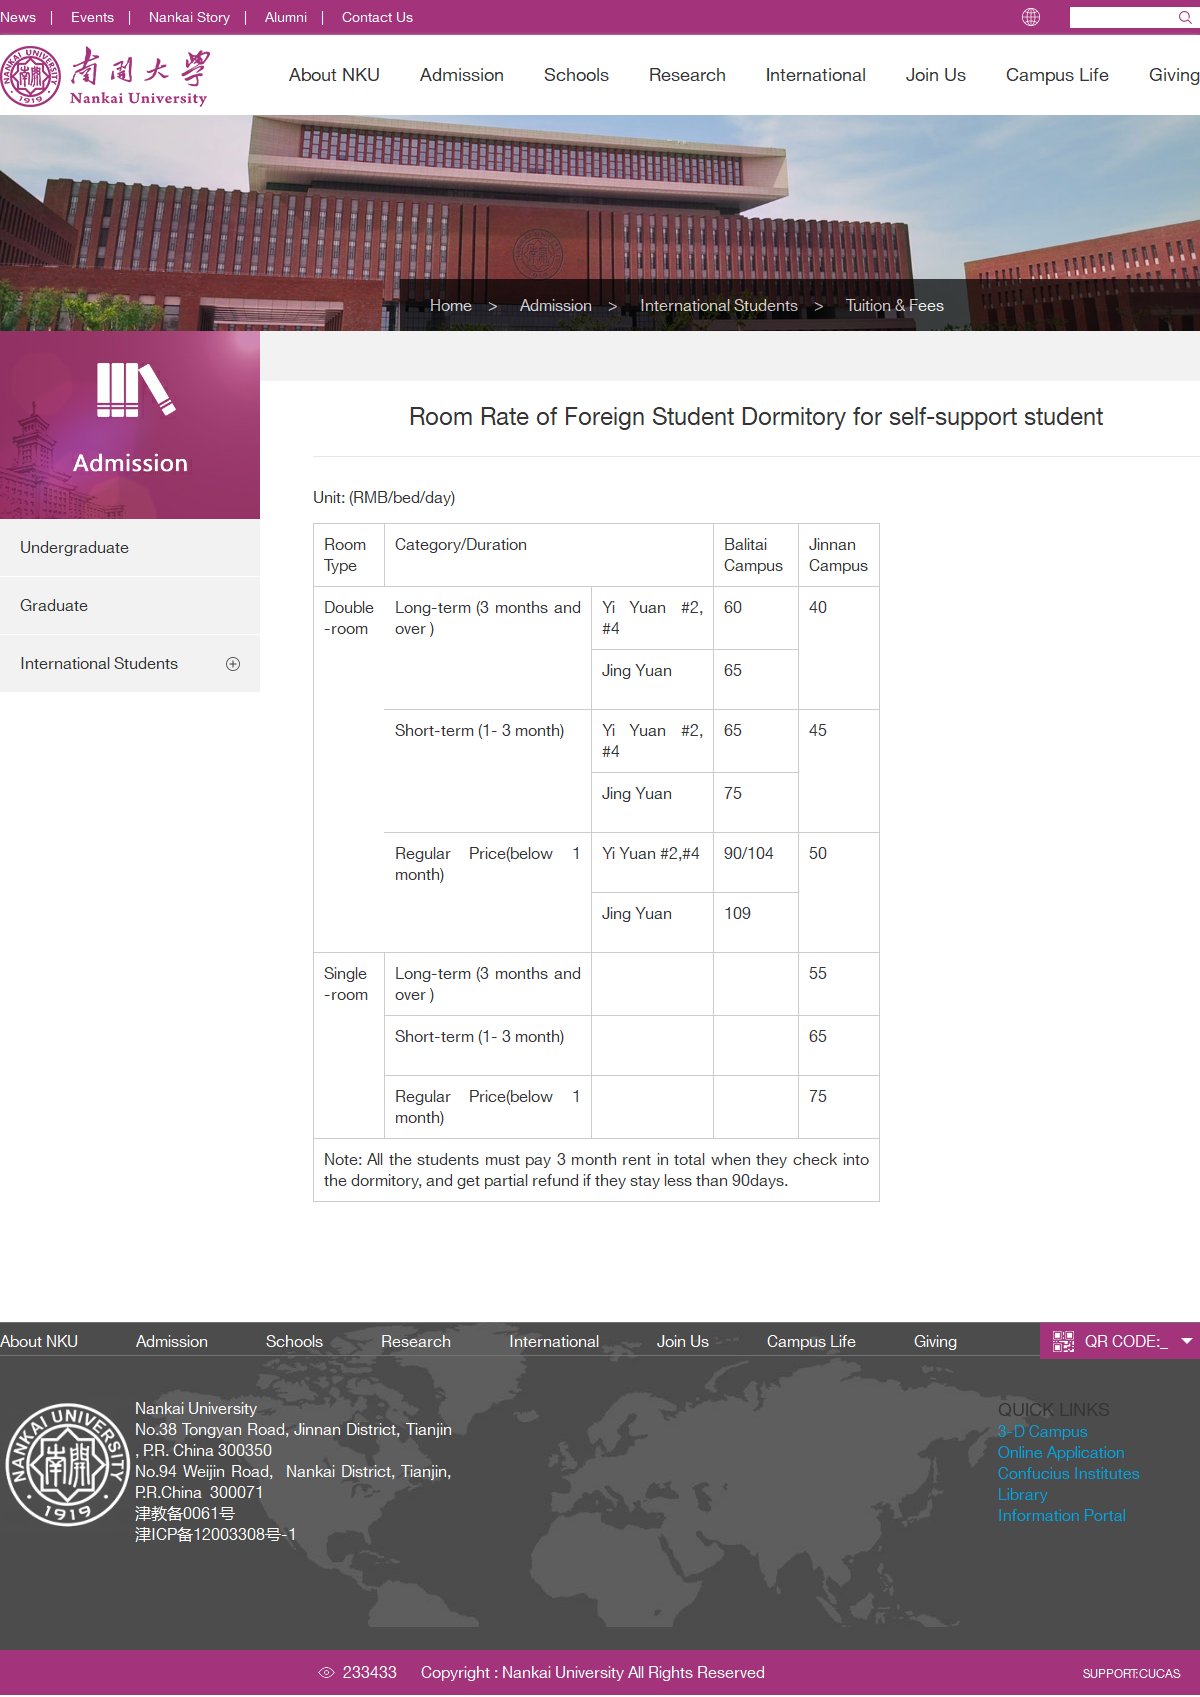 News | Events | Nankai Story | Alumni | Contact Us
NANKAI UNIVERSITY
1919
南开大学
Nankai University
About NKU Admission Schools Research International Join Us Campus Life Giving
Home > Admission > International Students > Tuition & Fees
Admission
Undergraduate
Graduate
International Students
Room Rate of Foreign Student Dormitory for self-support student
Unit: (RMB/bed/day)
Room Type Category/Duration Balitai Campus Jinnan Campus
Double -room Long-term (3 months and over ) Yi Yuan #2, #4 60 40
Jing Yuan 65
Short-term (1- 3 month) Yi Yuan #2, #4 65 45
Jing Yuan 75
Regular Price(below 1 month) Yi Yuan #2,#4 90/104 50
Jing Yuan 109
Single -room Long-term (3 months and over ) 55
Short-term (1- 3 month) 65
Regular Price(below 1 month) 75
Note: All the students must pay 3 month rent in total when they check into
the dormitory, and get partial refund if they stay less than 90days.
About NKU Admission Schools Research International Join Us Campus Life Giving QR CODE:_
NANKAI UNIVERSITY
1919
Nankai University
No.38 Tongyan Road, Jinnan District, Tianjin
, P.R. China 300350
No.94 Weijin Road, Nankai District, Tianjin,
P.R.China 300071
津教备0061号
津ICP备12003308号-1
QUICK LINKS
3-D Campus
Online Application
Confucius Institutes
Library
Information Portal
233433 Copyright : Nankai University All Rights Reserved
SUPPORT:CUCAS